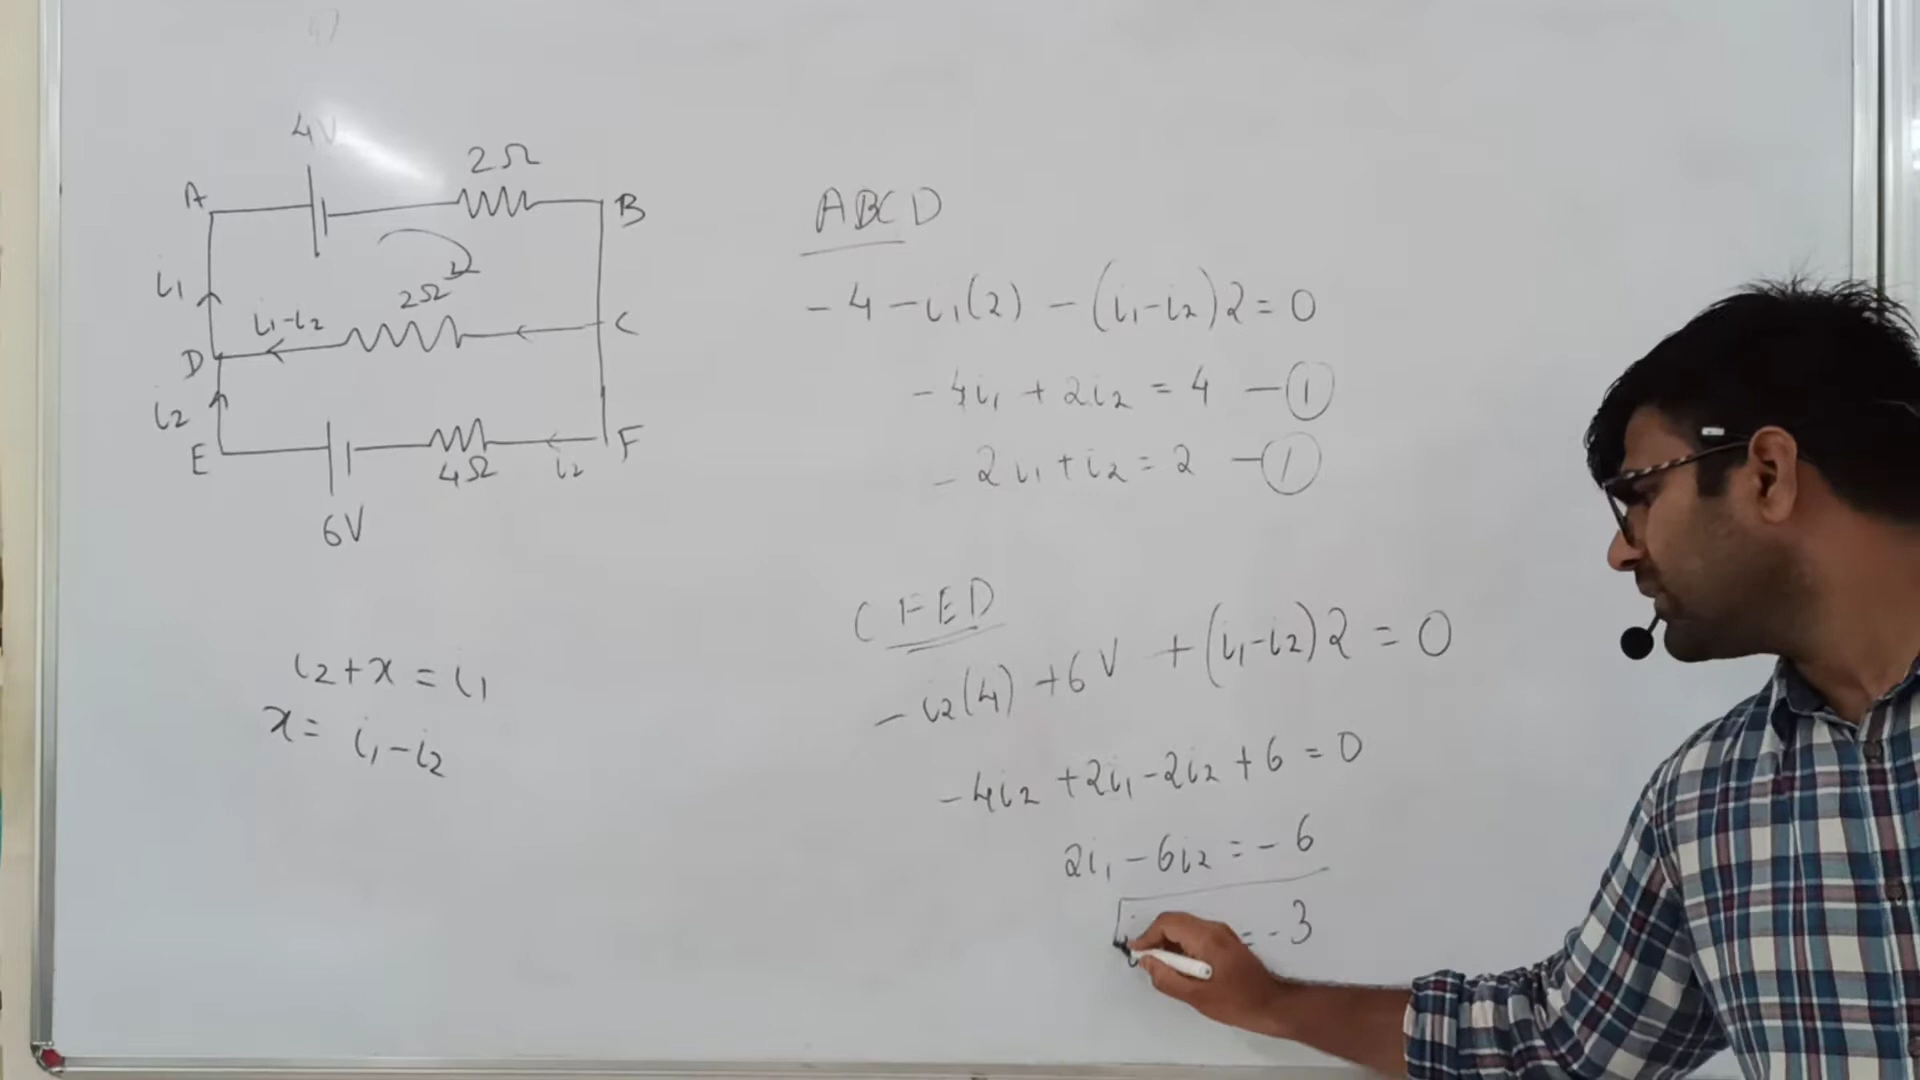 4V
2Ω
A
B
i₁
2Ω
i₁-i₂
C
D
i₂
E
4Ω
i₂
F
6V
i₂+x = i₁
x = i₁-i₂
ABCD
-4-i₁(2) - (i₁-i₂)2 = 0
-4i₁ + 2i₂ = 4 -①
-2i₁+i₂ = 2 -①
CFED
-i₂(4) +6V +(i₁-i₂)2 = 0
-4i₂ +2i₁-2i₂ +6 = 0
2i₁-6i₂ = -6
= -3